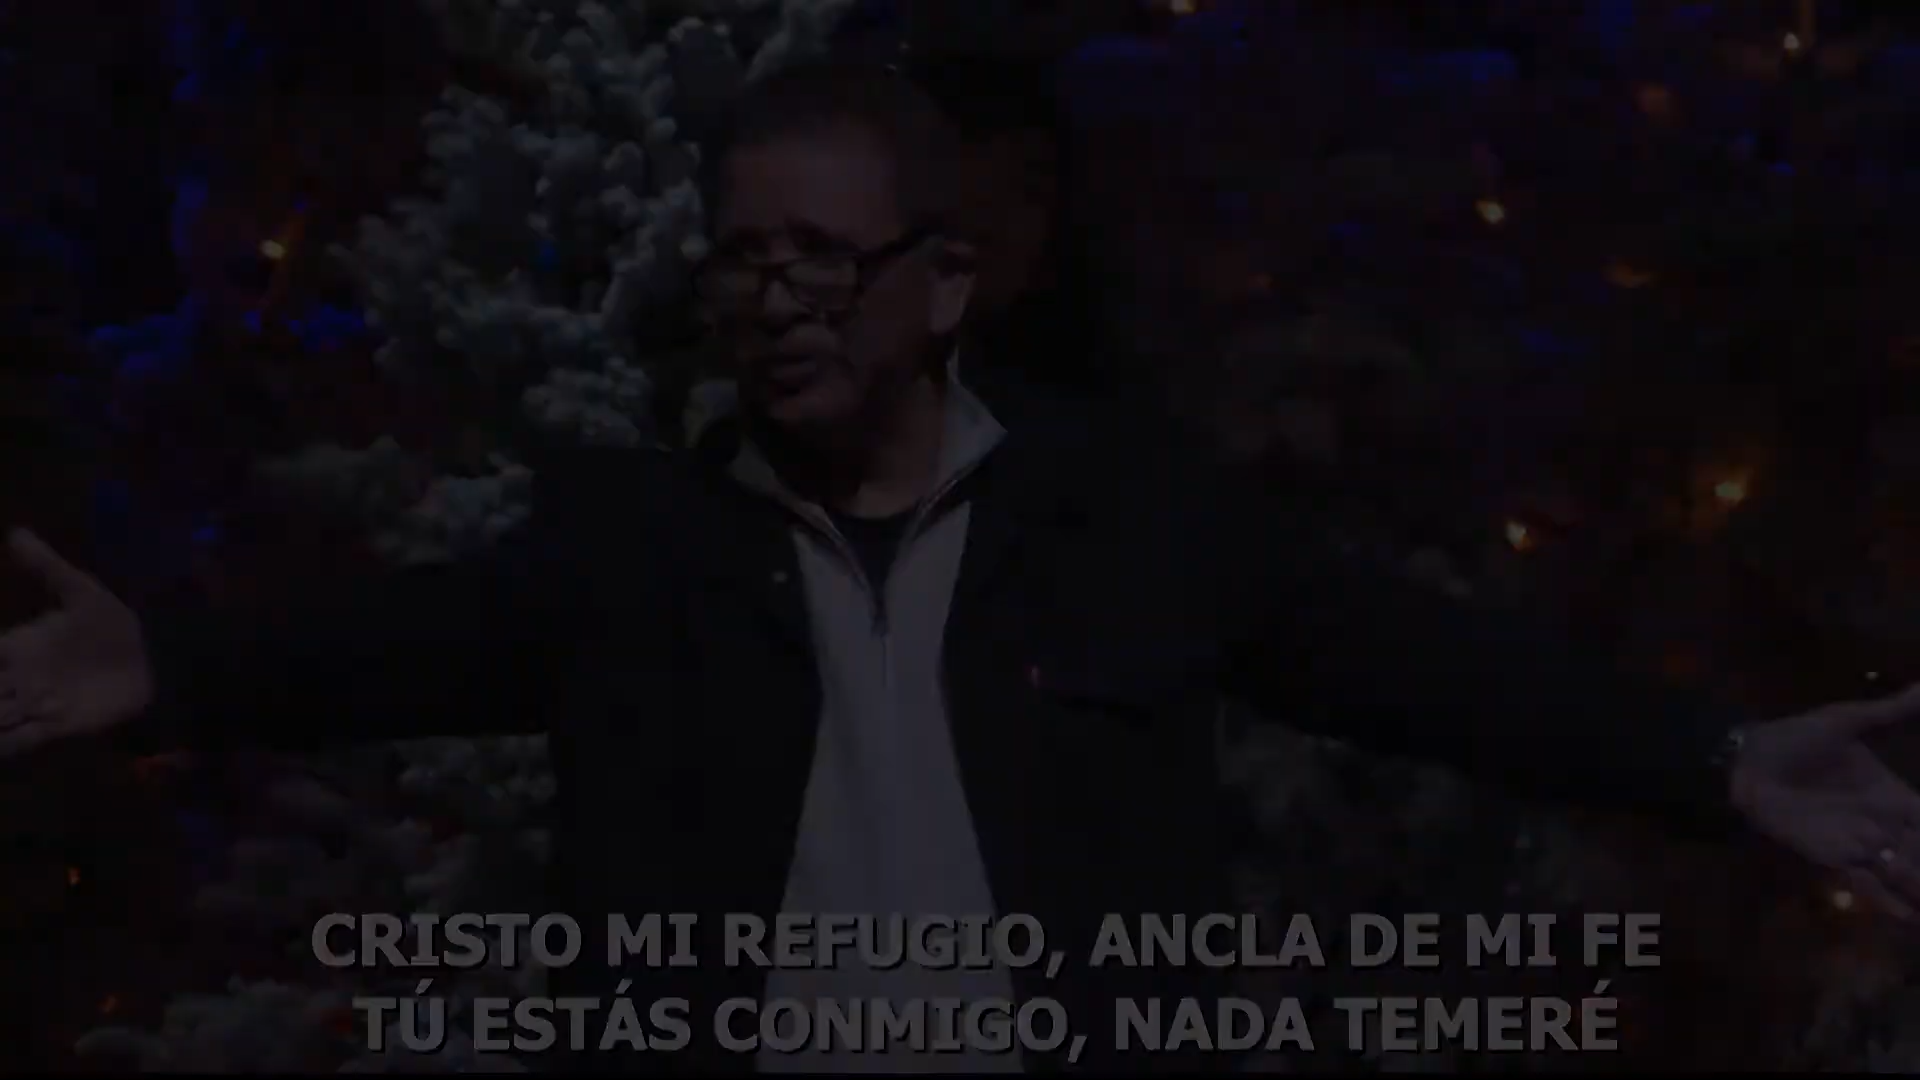 CRISTO MI REFUGIO, ANCLA DE MI FE
TÚ ESTÁS CONMIGO, NADA TEMERÉ